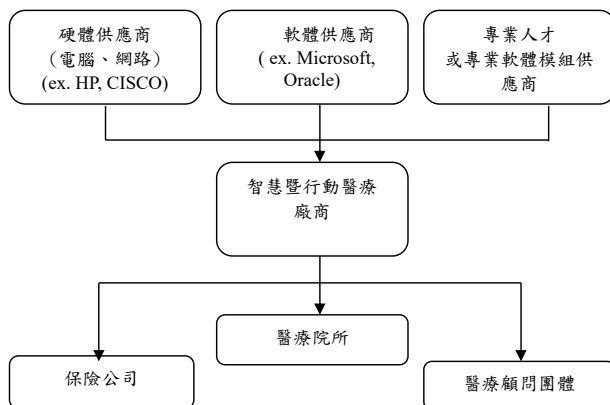 硬體供應商
（電腦、網路）
(ex. HP, CISCO)
軟體供應商
( ex. Microsoft,
Oracle)
專業人才
或專業軟體模組供
應商
智慧暨行動醫療
廠商
醫療院所
保險公司
醫療顧問團體